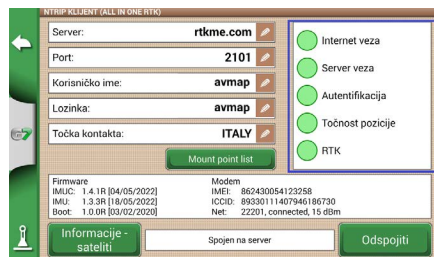 NTRIP KLIJENT (ALL IN ONE RTK)
Server: rtkme.com
Port: 2101
Korisničko ime: avmap
Lozinka: avmap
Točka kontakta: ITALY
Mount point list
Internet veza
Server veza
Autentifikacija
Točnost pozicije
RTK
G7
Firmware
IMUC: 1.4.1R [04/05/2022]
IMU: 1.3.3R [18/05/2022]
Boot: 1.0.0R [03/02/2020]
Modem
IMEI: 862430054123258
ICCID: 89330111407946186730
Net: 22201, connected, 15 dBm
Informacije -
sateliti
Spojen na server
Odspojiti